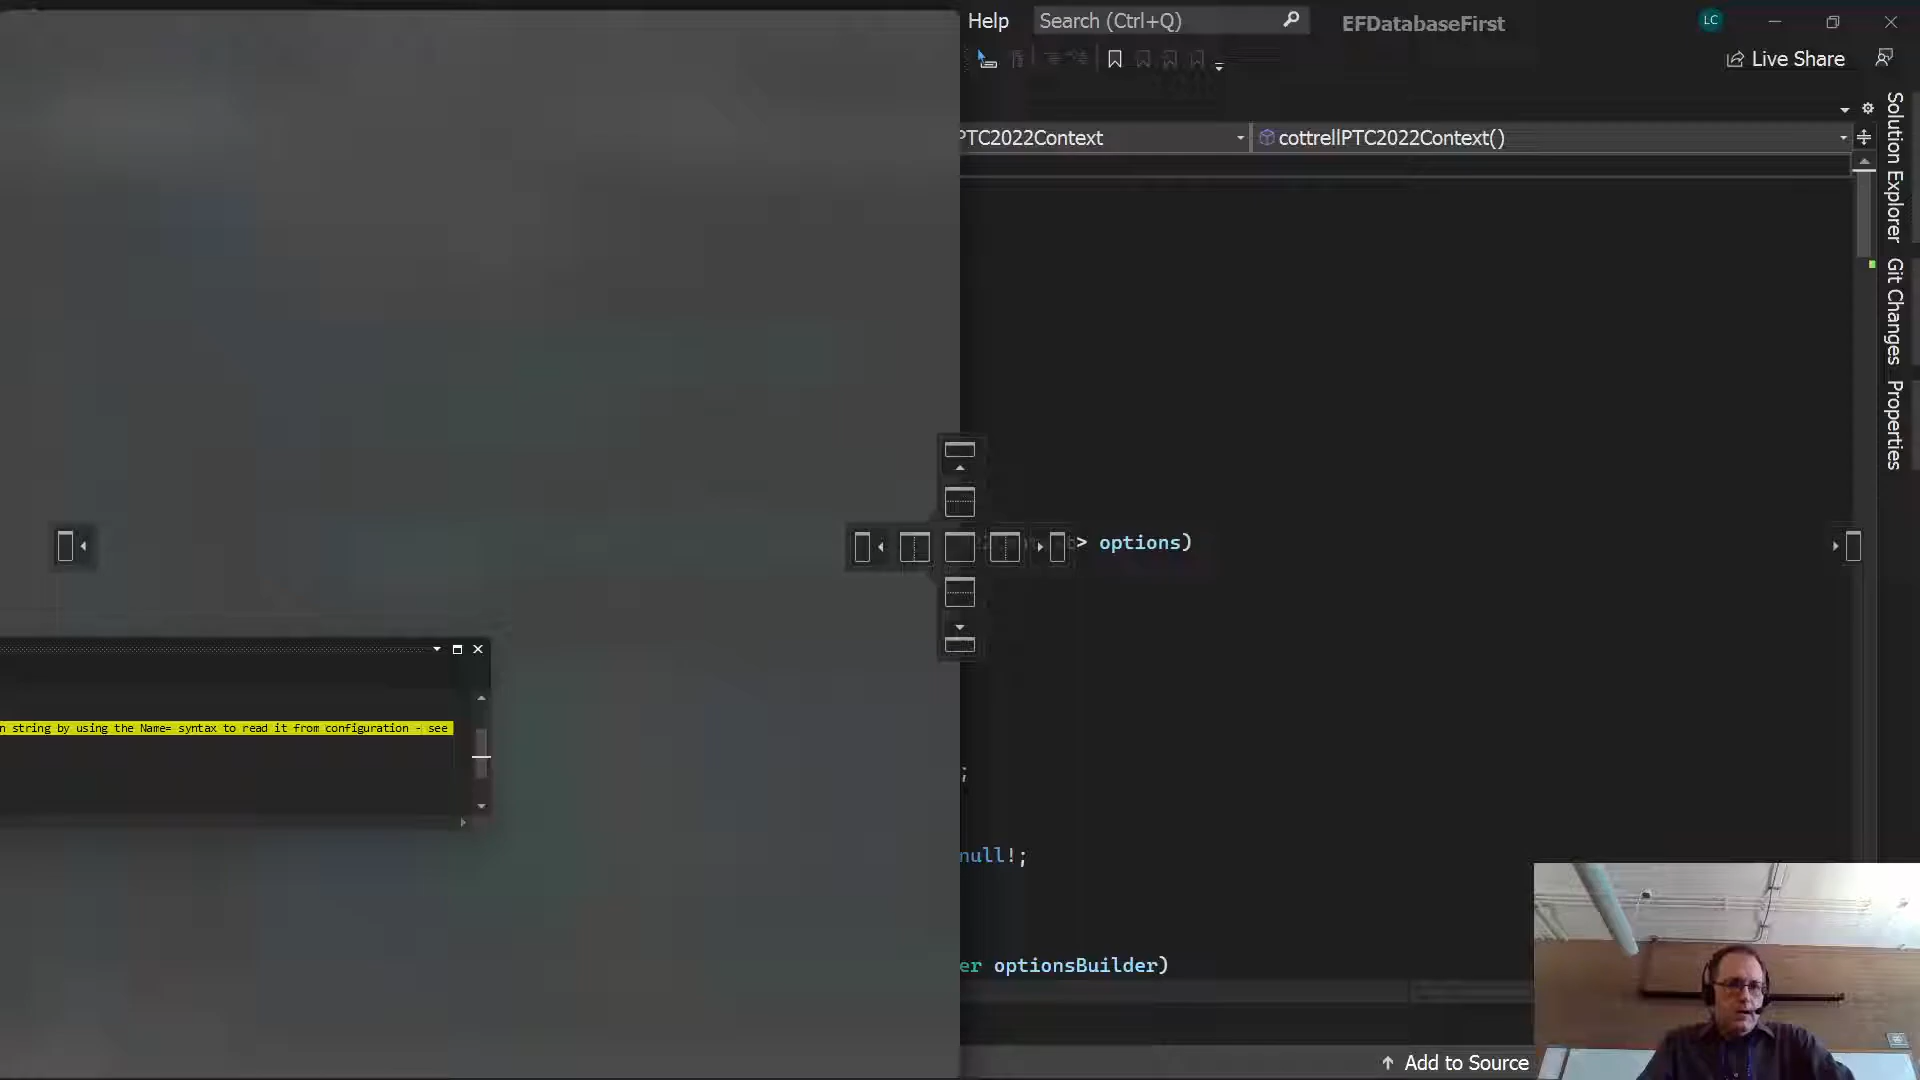 Help
Search (Ctrl+Q)
EFDatabaseFirst
LC
Live Share
PTC2022Context
cottrellPTC2022Context()
Solution Explorer
Git Changes
Properties
> options)
n string by using the Name= syntax to read it from configuration - see
;
null!;
er optionsBuilder)
Add to Source